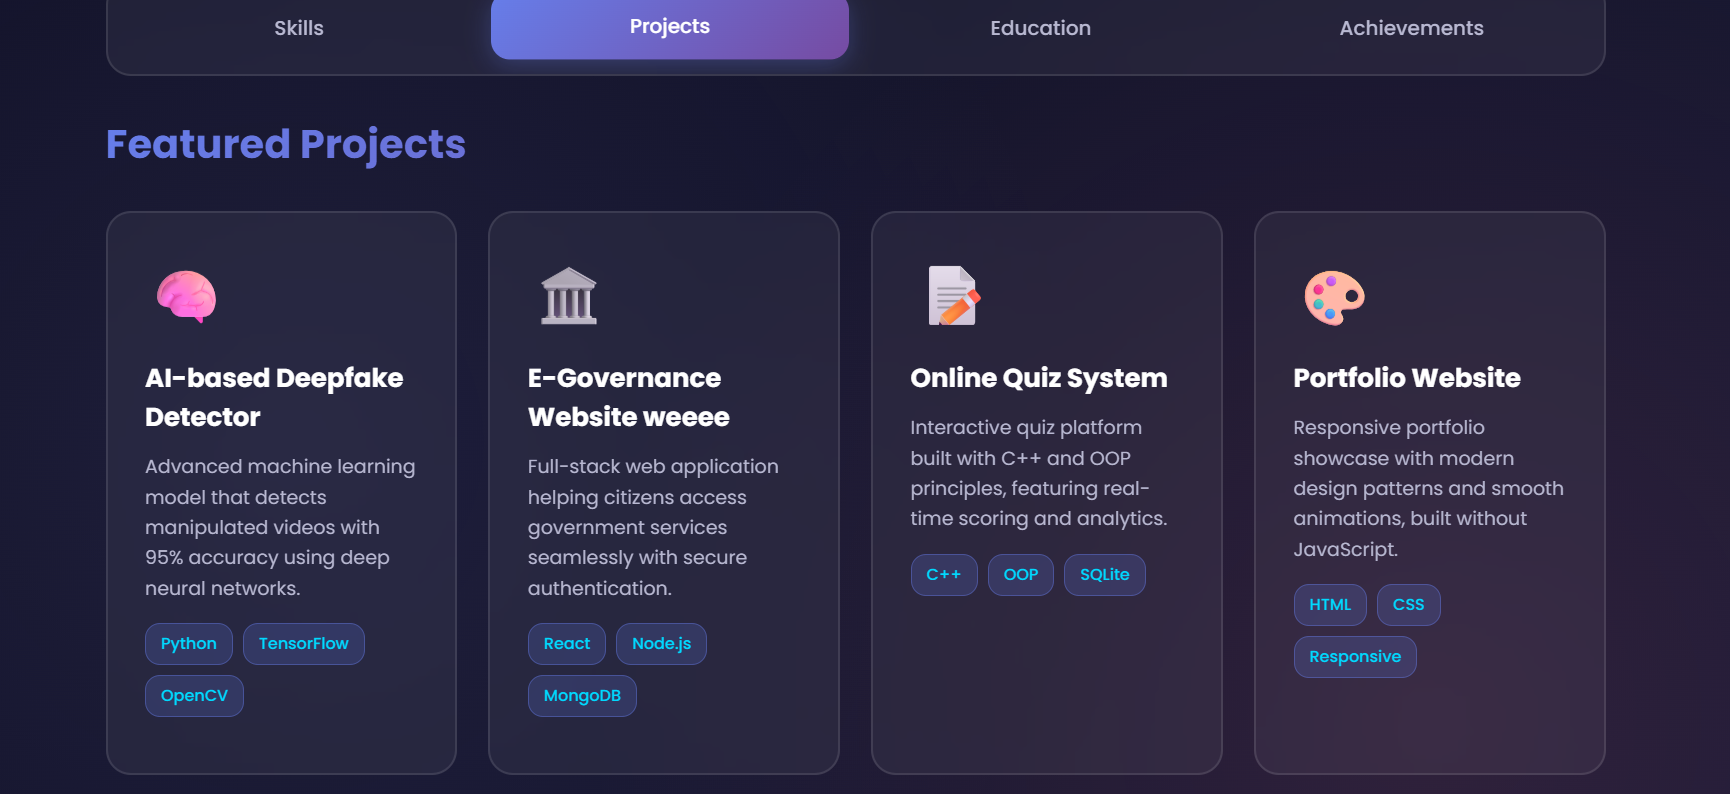 Skills
Projects
Education
Achievements
Featured Projects
AI-based Deepfake
Detector
Advanced machine learning
model that detects
manipulated videos with
95% accuracy using deep
neural networks.
Python
TensorFlow
OpenCV
E-Governance
Website weeee
Full-stack web application
helping citizens access
government services
seamlessly with secure
authentication.
React
Node.js
MongoDB
Online Quiz System
Interactive quiz platform
built with C++ and OOP
principles, featuring real-
time scoring and analytics.
C++
OOP
SQLite
Portfolio Website
Responsive portfolio
showcase with modern
design patterns and smooth
animations, built without
JavaScript.
HTML
CSS
Responsive